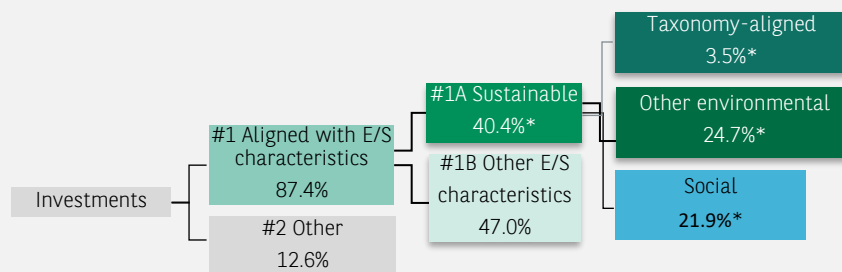 Investments
#1 Aligned with E/S
characteristics
87.4%
#2 Other
12.6%
#1A Sustainable
40.4%*
#1B Other E/S
characteristics
47.0%
Taxonomy-aligned
3.5%*
Other environmental
24.7%*
Social
21.9%*